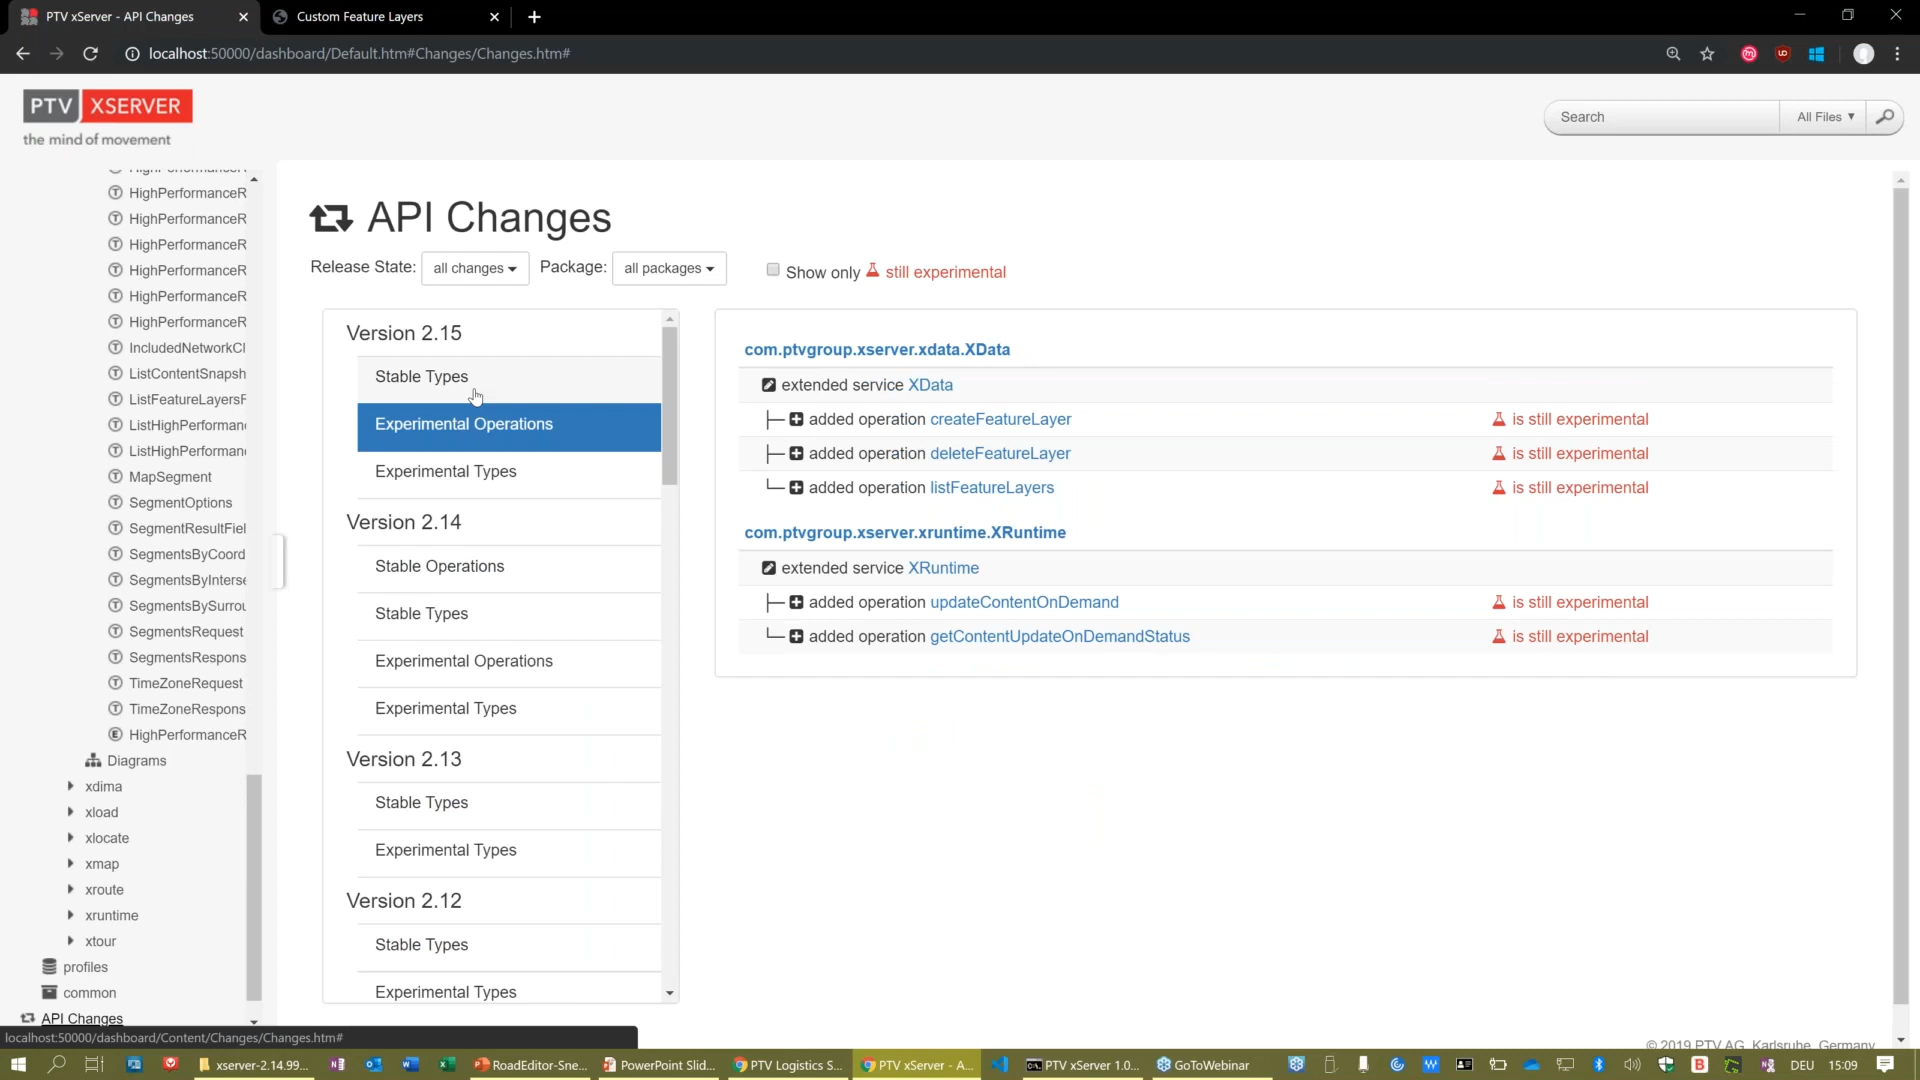 PTV xServer - API Changes
Custom Feature Layers
localhost:50000/dashboard/Default.htm#Changes/Changes.htm#
PTV XSERVER
the mind of movement
Search
All Files
HighPerformanceR
HighPerformanceR
HighPerformanceR
HighPerformanceR
HighPerformanceR
HighPerformanceR
IncludedNetworkCl
ListContentSnapsh
ListFeatureLayersF
ListHighPerforman
ListHighPerforman
MapSegment
SegmentOptions
SegmentResultFiel
SegmentsByCoord
SegmentsByInterse
SegmentsBySurrou
SegmentsRequest
SegmentsRespons
TimeZoneRequest
TimeZoneRespons
HighPerformanceR
Diagrams
xdima
xload
xlocate
xmap
xroute
xruntime
xtour
profiles
common
API Changes
localhost:50000/dashboard/Content/Changes/Changes.htm#
API Changes
Release State: all changes Package: all packages Show only still experimental
Version 2.15
Stable Types
Experimental Operations
Experimental Types
Version 2.14
Stable Operations
Stable Types
Experimental Operations
Experimental Types
Version 2.13
Stable Types
Experimental Types
Version 2.12
Stable Types
Experimental Types
com.ptvgroup.xserver.xdata.XData
extended service XData
added operation createFeatureLayer is still experimental
added operation deleteFeatureLayer is still experimental
added operation listFeatureLayers is still experimental
com.ptvgroup.xserver.xruntime.XRuntime
extended service XRuntime
added operation updateContentOnDemand is still experimental
added operation getContentUpdateOnDemandStatus is still experimental
© 2019 PTV AG, Karlsruhe, Germany
xserver-2.14.99...
RoadEditor-Sne...
PowerPoint Slid...
PTV Logistics S...
PTV xServer - A...
PTV xServer 1.0...
GoToWebinar
DEU
15:09